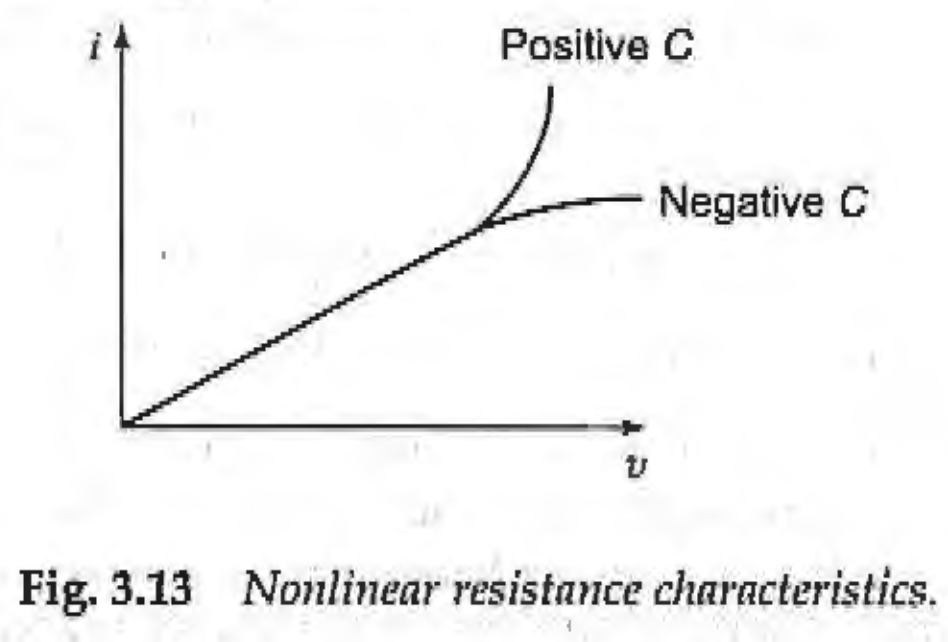 i
Positive C
Negative C
v
Fig. 3.13 Nonlinear resistance characteristics.